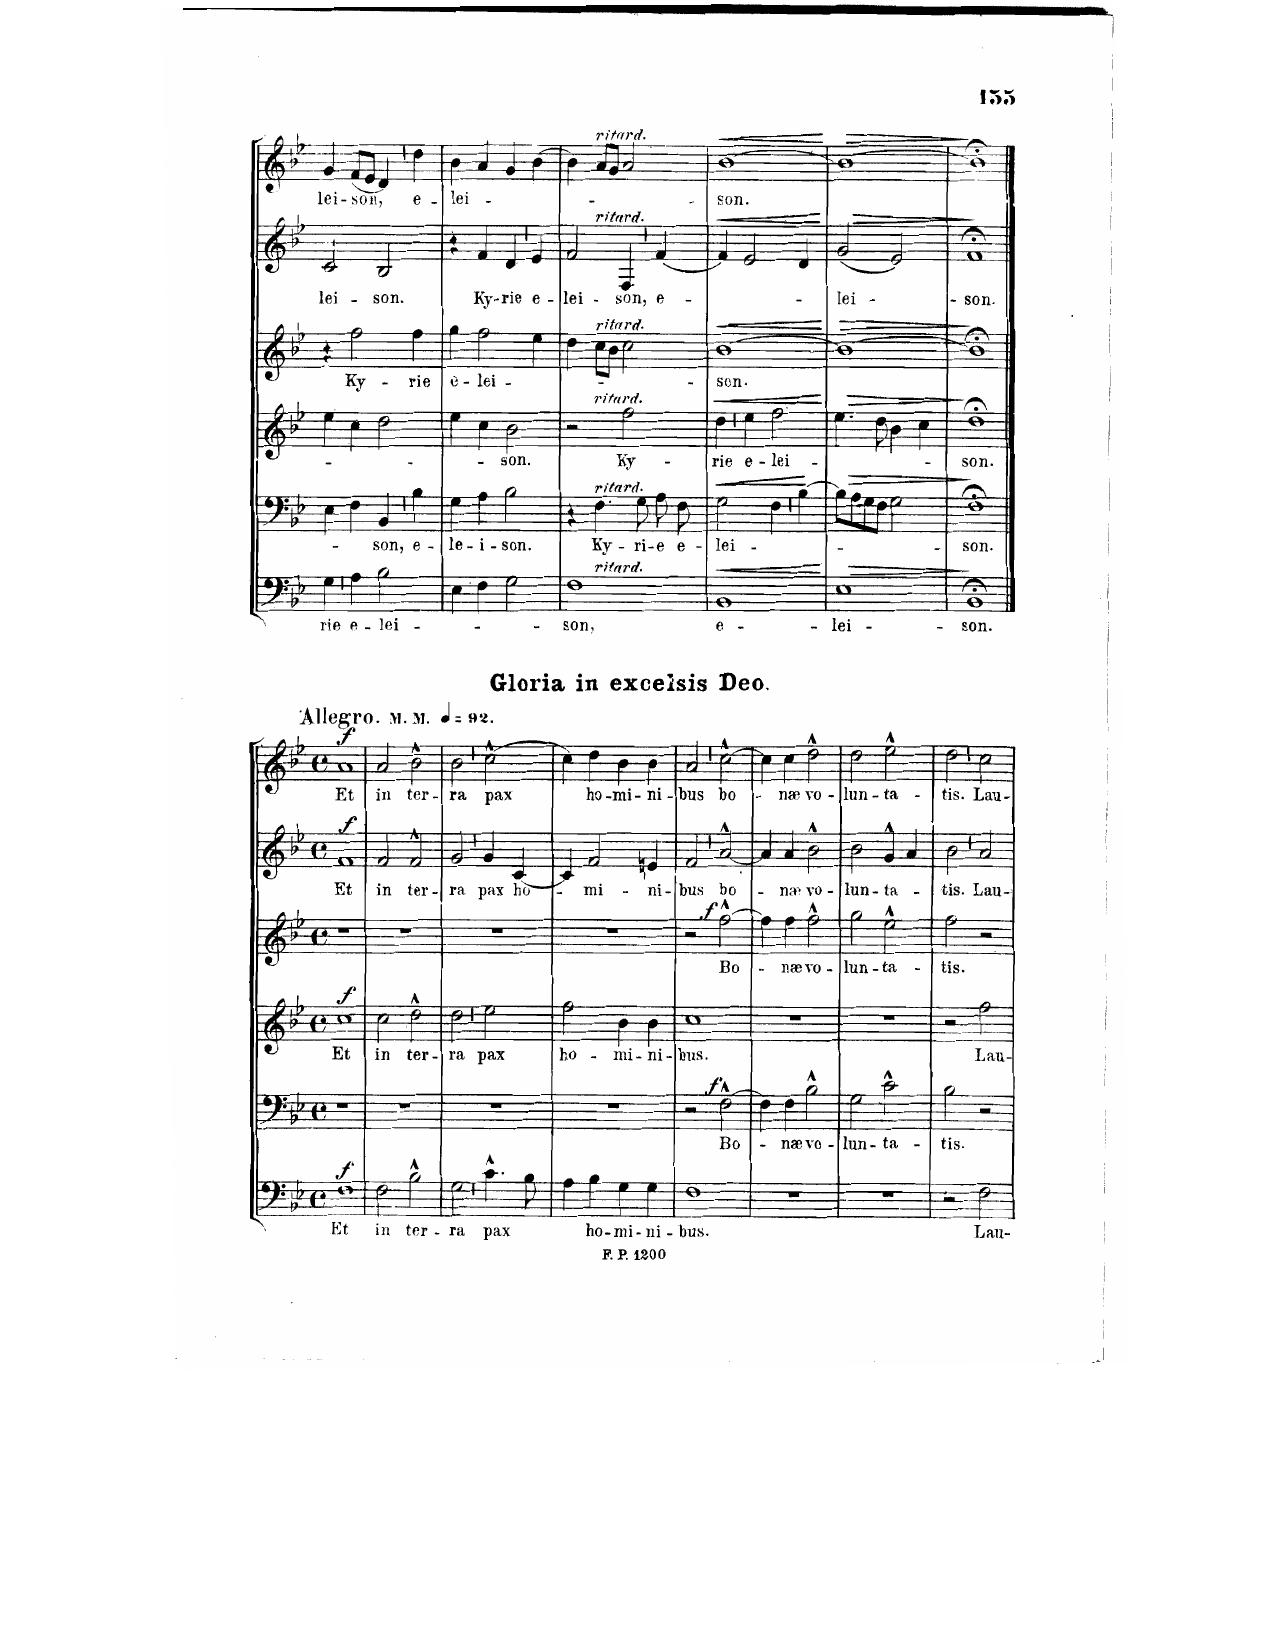 155
ritard.
lei - son, e - lei - - - son.
ritard.
lei - son. Ky-rie e - lei - son, e - - lei - - son.
ritard.
Ky - rie e - lei - - - son.
ritard.
- - - son. Ky - rie e - lei - - son.
ritard.
- son, e - le - i - son. Ky - ri-e e - lei - - - son.
ritard.
rie e - lei - - - son, e - lei - - son.
Gloria in excelsis Deo.
Allegro. M. M. = 92.
f
Et in ter - ra pax ho-mi-ni-bus bo - næ vo - lun - ta - tis. Lau-
f
Et in ter - ra pax ho - mi - ni-bus bo - næ vo - lun - ta - tis. Lau-
f
Bo - næ vo - lun - ta - tis.
f
Et in ter - ra pax ho - mi - ni-bus. Lau-
f
Bo - næ vo - lun - ta - tis.
f
Et in ter - ra pax ho-mi-ni - bus. Lau-
F. P. 1200